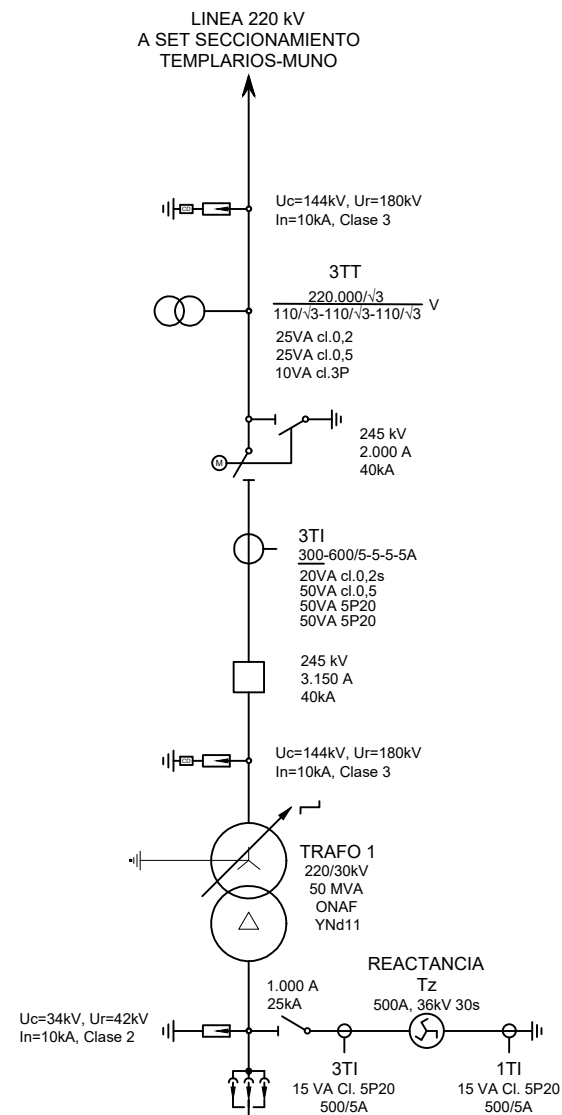 LINEA 220 kV
A SET SECCIONAMIENTO
TEMPLARIOS-MUNO
CD
Uc=144kV, Ur=180kV
In=10kA, Clase 3
3TT
220.000/√3
110/√3-110/√3-110/√3 V
25VA cl.0,2
25VA cl.0,5
10VA cl.3P
M
245 kV
2.000 A
40kA
3TI
300-600/5-5-5-5A
20VA cl.0,2s
50VA cl.0,5
50VA 5P20
50VA 5P20
245 kV
3.150 A
40kA
CD
Uc=144kV, Ur=180kV
In=10kA, Clase 3
TRAFO 1
220/30kV
50 MVA
ONAF
YNd11
REACTANCIA
Tz
500A, 36kV 30s
1.000 A
25kA
Uc=34kV, Ur=42kV
In=10kA, Clase 2
3TI
15 VA Cl. 5P20
500/5A
1TI
15 VA Cl. 5P20
500/5A